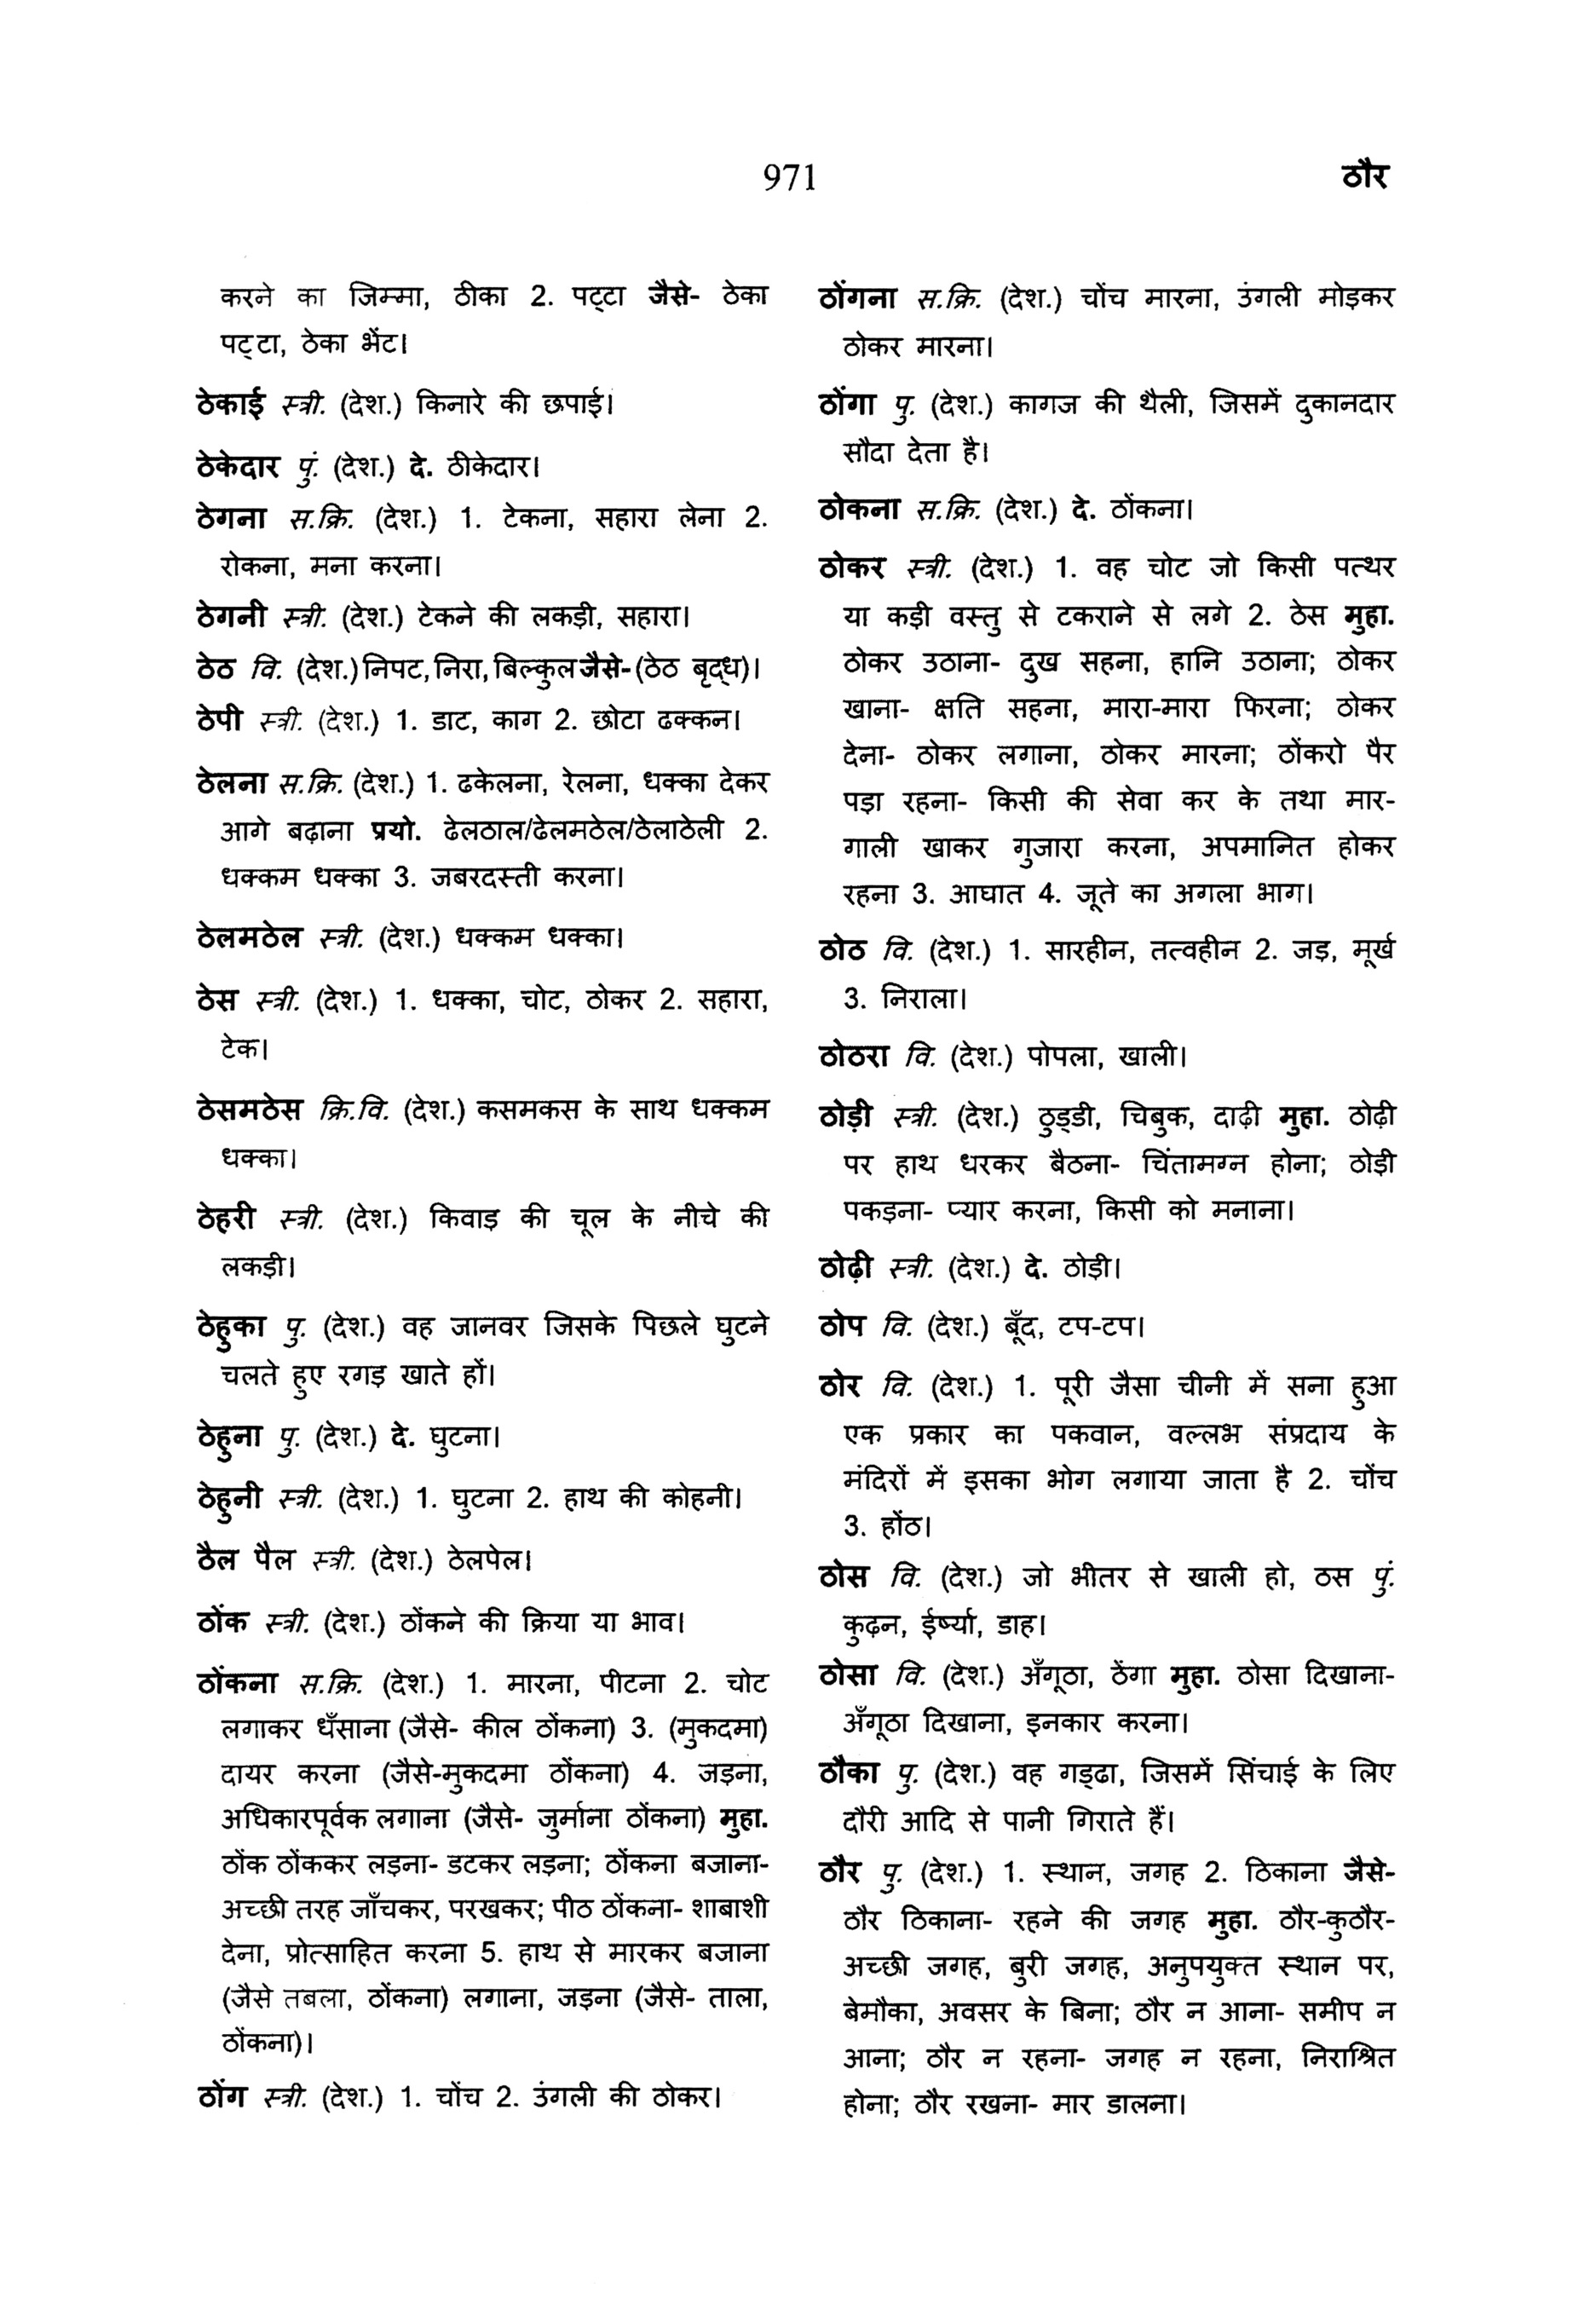 971
ठौर
करने का जिम्मा, ठीका 2. पट्टा जैसे- ठेका
पट्टा, ठेका भेंट।
ठेकाई स्त्री. (देश.) किनारे की छपाई।
ठेकेदार पुं. (देश.) दे. ठीकेदार।
ठेगना स.क्रि. (देश.) 1. टेकना, सहारा लेना 2.
रोकना, मना करना।
ठेगनी स्त्री. (देश.) टेकने की लकड़ी, सहारा।
ठेठ वि. (देश.) निपट, निरा, बिल्कुल जैसे- (ठेठ बृद्ध)।
ठेपी स्त्री. (देश.) 1. डाट, काग 2. छोटा ढक्कन।
ठेलना स.क्रि. (देश.) 1. ढकेलना, रेलना, धक्का देकर
आगे बढ़ाना प्रयो. ढेलठाल/ढेलमठेल/ठेलाठेली 2.
धक्कम धक्का 3. जबरदस्ती करना।
ठेलमठेल स्त्री. (देश.) धक्कम धक्का।
ठेस स्त्री. (देश.) 1. धक्का, चोट, ठोकर 2. सहारा,
टेक।
ठेसमठेस क्रि.वि. (देश.) कसमकस के साथ धक्कम
धक्का।
ठेहरी स्त्री. (देश.) किवाड़ की चूल के नीचे की
लकड़ी।
ठेहुका पु. (देश.) वह जानवर जिसके पिछले घुटने
चलते हुए रगड़ खाते हों।
ठेहुना पु. (देश.) दे. घुटना।
ठेहुनी स्त्री. (देश.) 1. घुटना 2. हाथ की कोहनी।
ठैल पैल स्त्री. (देश.) ठेलपेल।
ठोंक स्त्री. (देश.) ठोंकने की क्रिया या भाव।
ठोंकना स.क्रि. (देश.) 1. मारना, पीटना 2. चोट
लगाकर धँसाना (जैसे- कील ठोंकना) 3. (मुकदमा)
दायर करना (जैसे-मुकदमा ठोंकना) 4. जड़ना,
अधिकारपूर्वक लगाना (जैसे- जुर्माना ठोंकना) मुहा.
ठोंक ठोंककर लड़ना- डटकर लड़ना; ठोंकना बजाना-
अच्छी तरह जाँचकर, परखकर; पीठ ठोंकना- शाबाशी
देना, प्रोत्साहित करना 5. हाथ से मारकर बजाना
(जैसे तबला, ठोंकना) लगाना, जड़ना (जैसे- ताला,
ठोंकना)।
ठोंग स्त्री. (देश.) 1. चोंच 2. उंगली की ठोकर।
ठोंगना स.क्रि. (देश.) चोंच मारना, उंगली मोड़कर
ठोकर मारना।
ठोंगा पु. (देश.) कागज की थैली, जिसमें दुकानदार
सौदा देता है।
ठोकना स.क्रि. (देश.) दे. ठोंकना।
ठोकर स्त्री. (देश.) 1. वह चोट जो किसी पत्थर
या कड़ी वस्तु से टकराने से लगे 2. ठेस मुहा.
ठोकर उठाना- दुख सहना, हानि उठाना; ठोकर
खाना- क्षति सहना, मारा-मारा फिरना; ठोकर
देना- ठोकर लगाना, ठोकर मारना; ठोंकरो पैर
पड़ा रहना- किसी की सेवा कर के तथा मार-
गाली खाकर गुजारा करना, अपमानित होकर
रहना 3. आघात 4. जूते का अगला भाग।
ठोठ वि. (देश.) 1. सारहीन, तत्वहीन 2. जड़, मूर्ख
3. निराला।
ठोठरा वि. (देश.) पोपला, खाली।
ठोड़ी स्त्री. (देश.) ठुड्डी, चिबुक, दाढ़ी मुहा. ठोढ़ी
पर हाथ धरकर बैठना- चिंतामग्न होना; ठोड़ी
पकड़ना- प्यार करना, किसी को मनाना।
ठोढ़ी स्त्री. (देश.) दे. ठोड़ी।
ठोप वि. (देश.) बूँद, टप-टप।
ठोर वि. (देश.) 1. पूरी जैसा चीनी में सना हुआ
एक प्रकार का पकवान, वल्लभ संप्रदाय के
मंदिरों में इसका भोग लगाया जाता है 2. चोंच
3. होंठ।
ठोस वि. (देश.) जो भीतर से खाली हो, ठस पुं.
कुढ़न, ईर्ष्या, डाह।
ठोसा वि. (देश.) अँगूठा, ठेंगा मुहा. ठोसा दिखाना-
अँगूठा दिखाना, इनकार करना।
ठौका पु. (देश.) वह गड्ढा, जिसमें सिंचाई के लिए
दौरी आदि से पानी गिराते हैं।
ठौर पु. (देश.) 1. स्थान, जगह 2. ठिकाना जैसे-
ठौर ठिकाना- रहने की जगह मुहा. ठौर-कुठौर-
अच्छी जगह, बुरी जगह, अनुपयुक्त स्थान पर,
बेमौका, अवसर के बिना; ठौर न आना- समीप न
आना; ठौर न रहना- जगह न रहना, निराश्रित
होना; ठौर रखना- मार डालना।